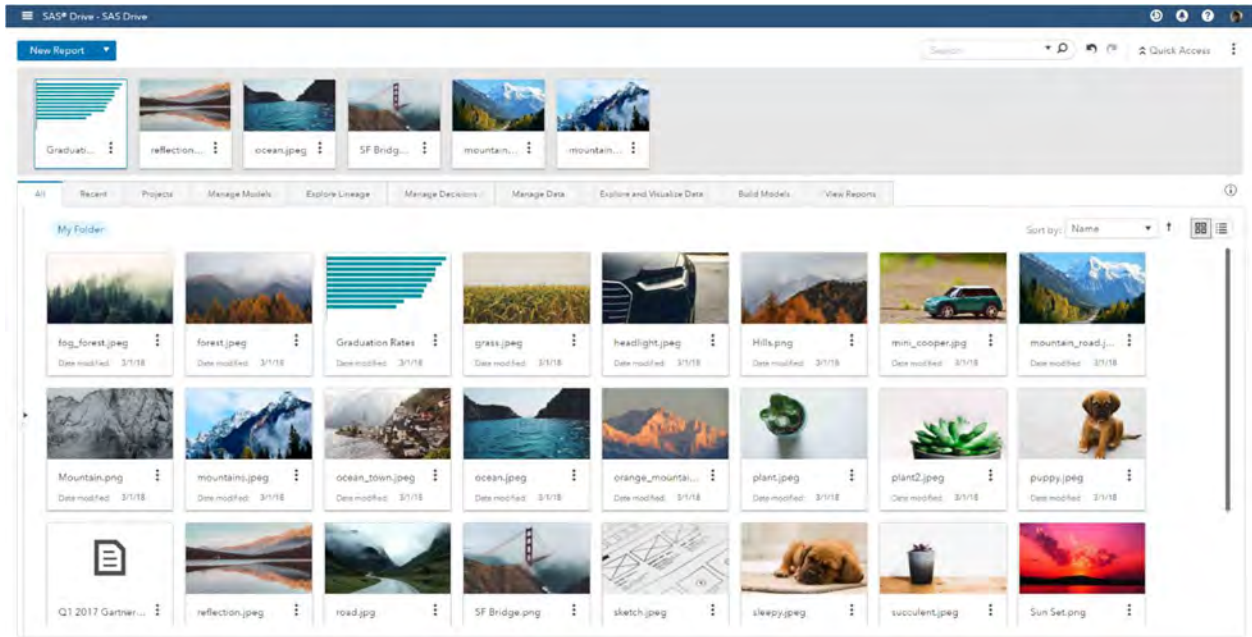 SAS® Drive - SAS Drive
New Report
Search
Quick Access
Graduati...
reflection...
ocean.jpeg
SF Bridg...
mountain...
mountain...
All Recent Projects Manage Models Explore Lineage Manage Decisions Manage Data Explore and Visualize Data Build Models View Reports
My Folder
Sort by: Name
fog_forest.jpeg forest.jpeg Graduation Rates grass.jpeg headlight.jpeg Hills.png mini_cooper.jpg mountain_road.j...
Date modified: 3/1/18 Date modified: 3/1/18 Date modified: 3/1/18 Date modified: 3/1/18 Date modified: 3/1/18 Date modified: 3/1/18 Date modified: 3/1/18 Date modified: 3/1/18
Mountain.png mountains.jpeg ocean_town.jpeg ocean.jpeg orange_mountai... plant.jpeg plant2.jpeg puppy.jpeg
Date modified: 3/1/18 Date modified: 3/1/18 Date modified: 3/1/18 Date modified: 3/1/18 Date modified: 3/1/18 Date modified: 3/1/18 Date modified: 3/1/18 Date modified: 3/1/18
Q1 2017 Gartner... reflection.jpeg road.jpg SF Bridge.png sketch.jpeg sleepy.jpeg succulent.jpeg Sun Set.png